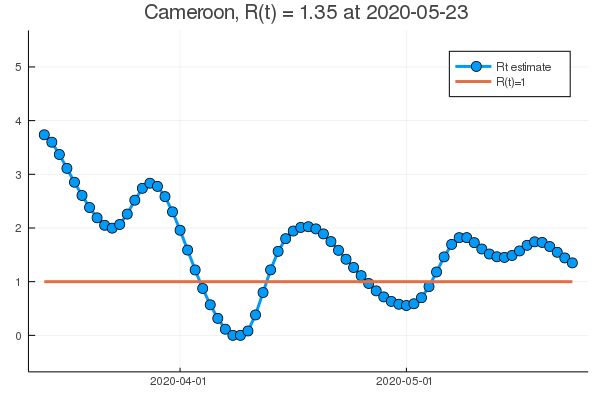 Cameroon, R(t) = 1.35 at 2020-05-23
Rt estimate
R(t)=1
5
4
3
2
1
0
2020-04-01
2020-05-01